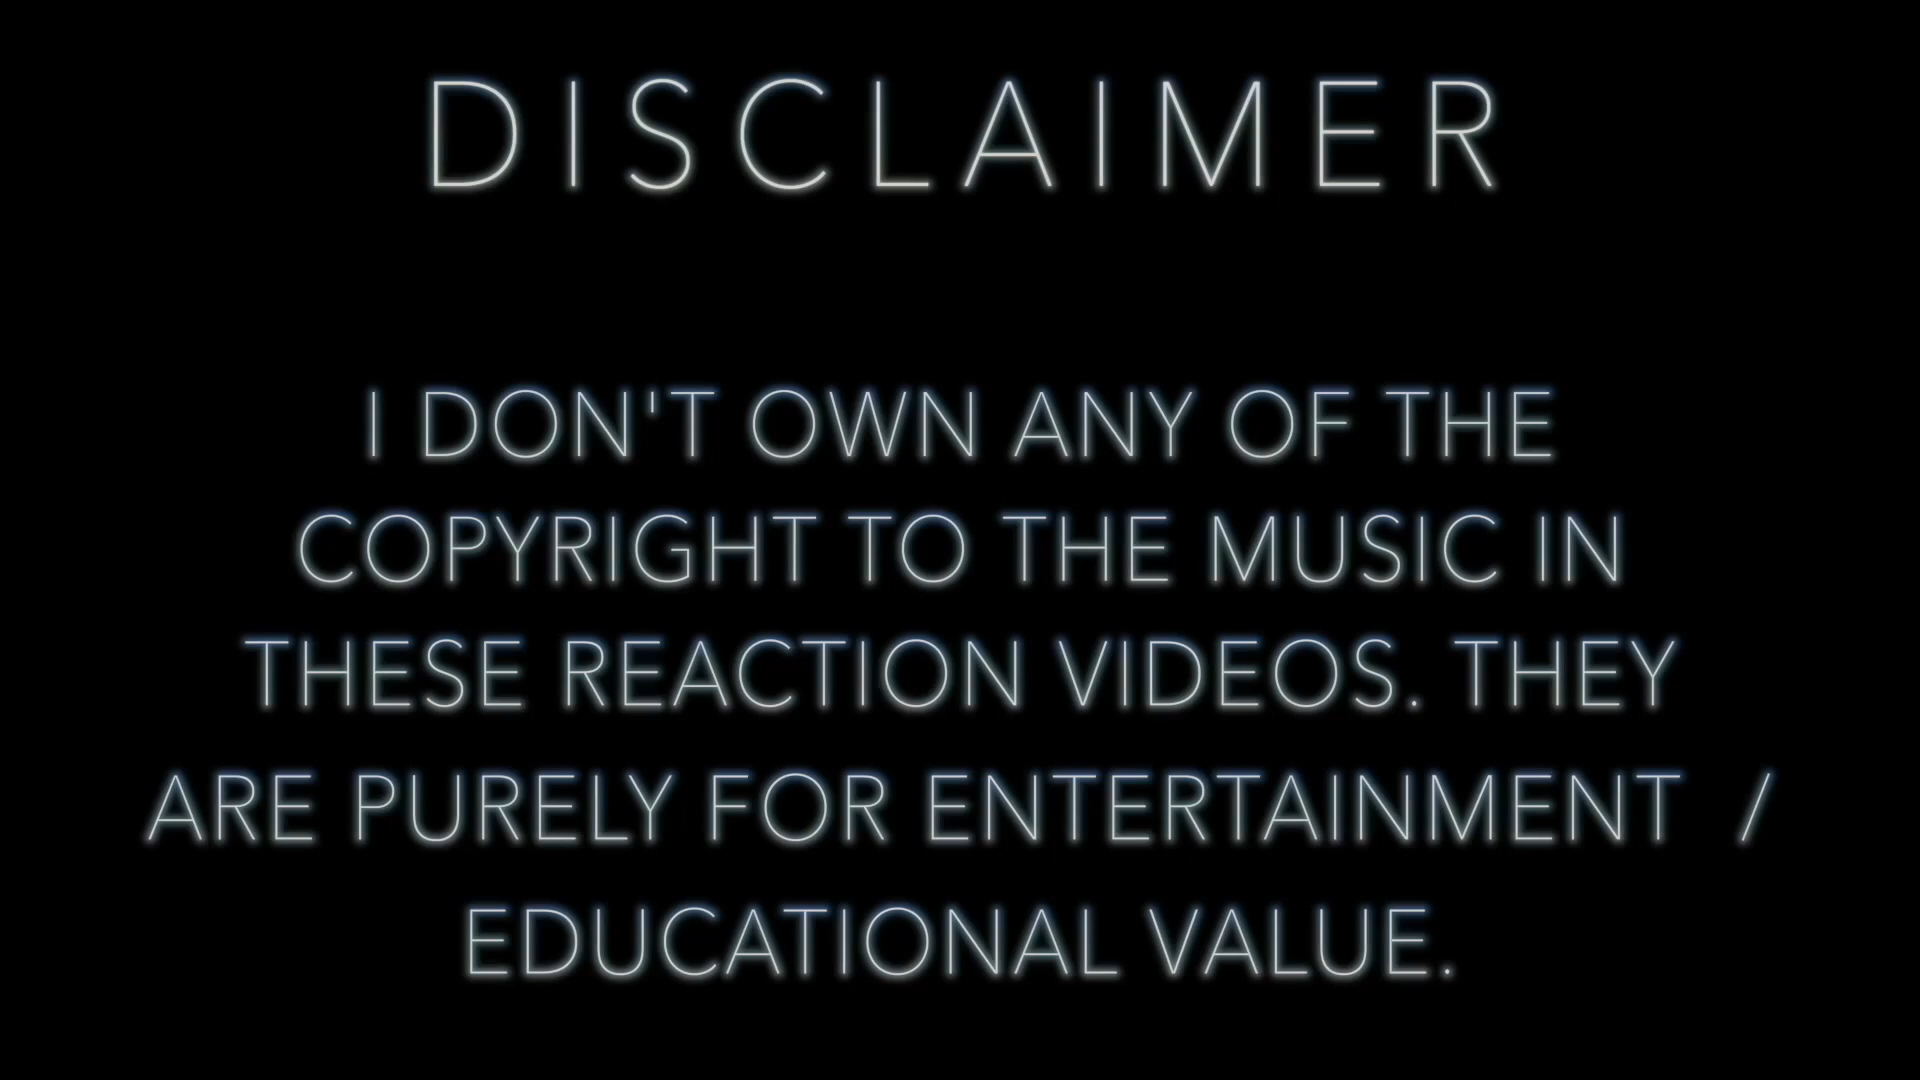 DISCLAIMER
I DON'T OWN ANY OF THE
COPYRIGHT TO THE MUSIC IN
THESE REACTION VIDEOS. THEY
ARE PURELY FOR ENTERTAINMENT /
EDUCATIONAL VALUE.